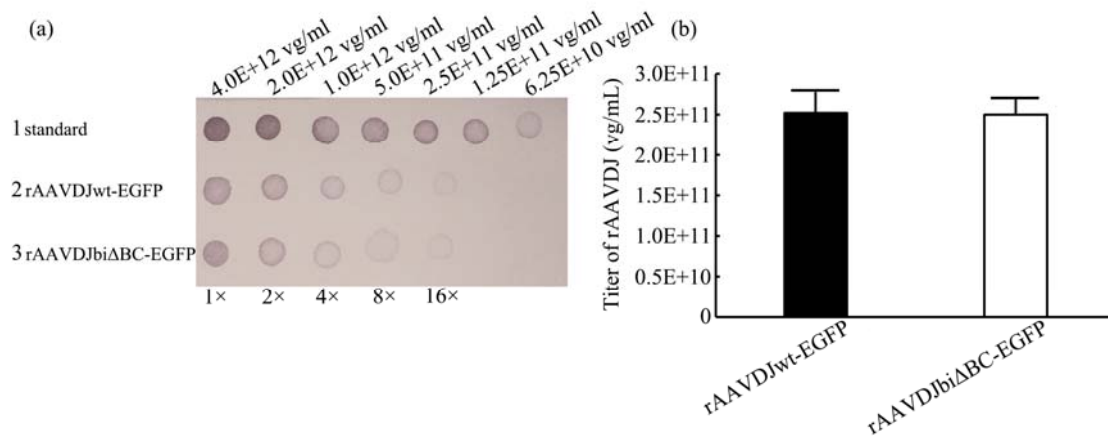 (a)
4.0E+12 vg/ml
2.0E+12 vg/ml
1.0E+12 vg/ml
5.0E+11 vg/ml
2.5E+11 vg/ml
1.25E+11 vg/ml
6.25E+10 vg/ml
1 standard
2 rAAVDJwt-EGFP
3 rAAVDJbiΔBC-EGFP
1× 2× 4× 8× 16×
(b)
Titer of rAAVDJ (vg/mL)
3.0E+11
2.5E+11
2.0E+11
1.5E+11
1.0E+11
0.5E+10
0
rAAVDJwt-EGFP
rAAVDJbiΔBC-EGFP